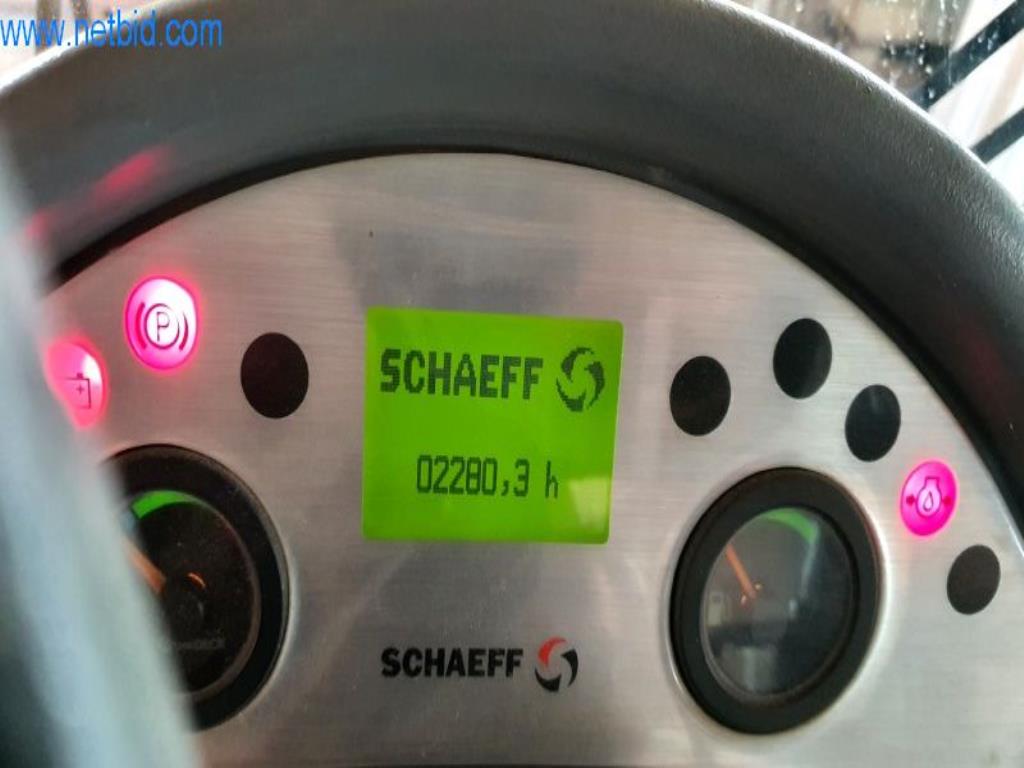 www.netbid.com
P
SCHAEFF
02280,3 h
SCHAEFF